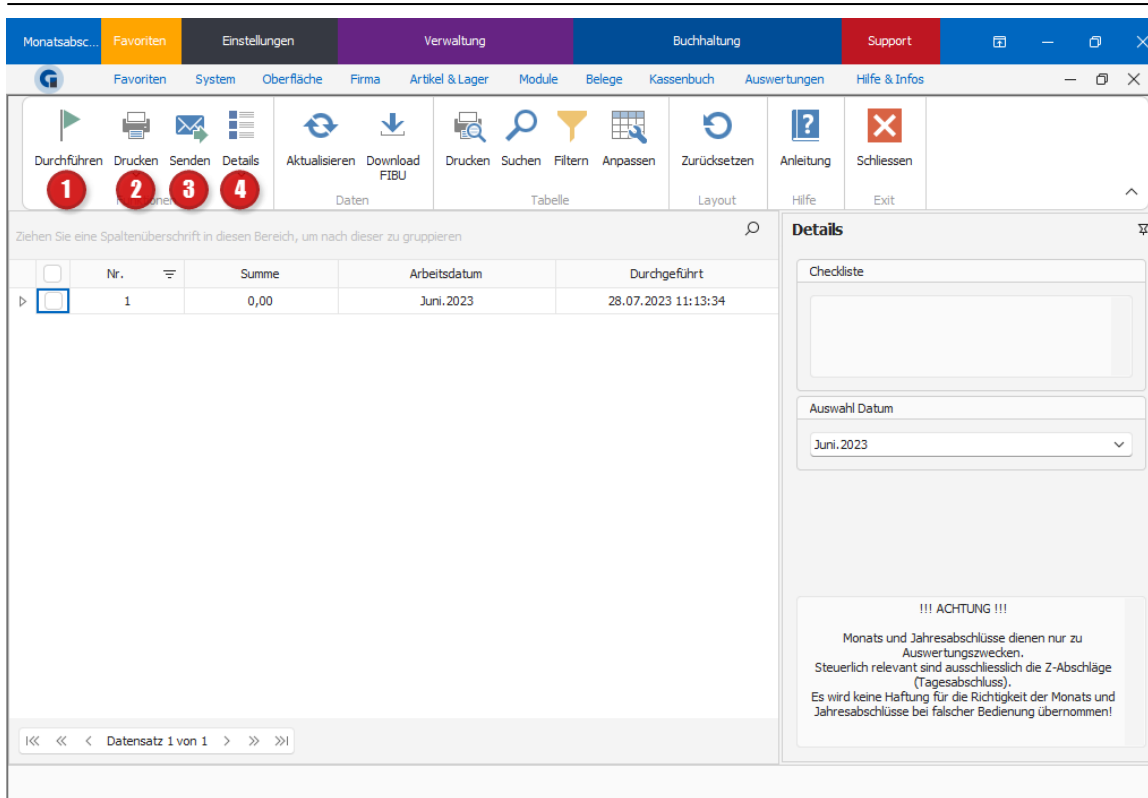 Monatsabsc... Favoriten Einstellungen Verwaltung Buchhaltung Support
G Favoriten System Oberfläche Firma Artikel & Lager Module Belege Kassenbuch Auswertungen Hilfe & Infos
Durchführen Drucken Senden Details Aktualisieren Download FIBU Drucken Suchen Filtern Anpassen Zurücksetzen Anleitung Schliessen
1 2 3 4
Daten Tabelle Layout Hilfe Exit
Ziehen Sie eine Spaltenüberschrift in diesen Bereich, um nach dieser zu gruppieren
Nr. Summe Arbeitsdatum Durchgeführt
1 0,00 Juni.2023 28.07.2023 11:13:34
Datensatz 1 von 1
Details
Checkliste
Auswahl Datum
Juni.2023
!!! ACHTUNG !!!
Monats und Jahresabschlüsse dienen nur zu
Auswertungszwecken.
Steuerlich relevant sind ausschliesslich die Z-Abschläge
(Tagesabschluss).
Es wird keine Haftung für die Richtigkeit der Monats und
Jahresabschlüsse bei falscher Bedienung übernommen!